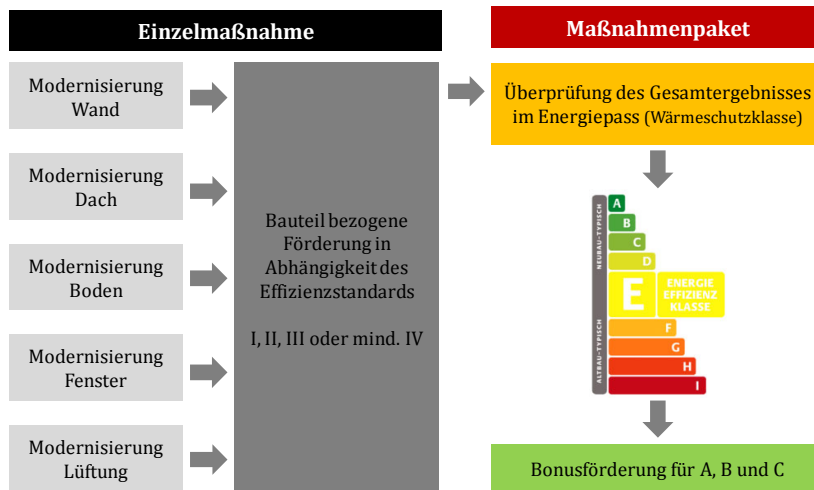 Einzelmaßnahme
Modernisierung
Wand
Modernisierung
Dach
Modernisierung
Boden
Modernisierung
Fenster
Modernisierung
Lüftung
Bauteil bezogene
Förderung in
Abhängigkeit des
Effizienzstandards
I, II, III oder mind. IV
Maßnahmenpaket
Überprüfung des Gesamtergebnisses
im Energiepass (Wärmeschutzklasse)
NEUBAU-TYPISCH
ALTBAU-TYPISCH
A
B
C
D
E
ENERGIE
EFFIZIENZ
KLASSE
F
G
H
I
Bonusförderung für A, B und C